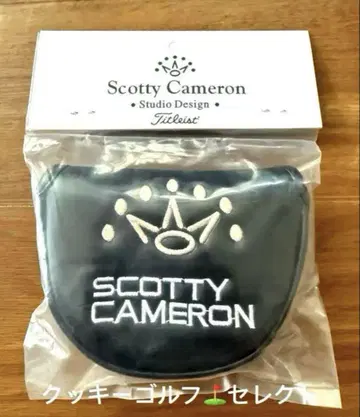 Scotty Cameron
• Studio Design •
Titleist
SCOTTY
CAMERON
クッキーゴルフ⛳セレクト